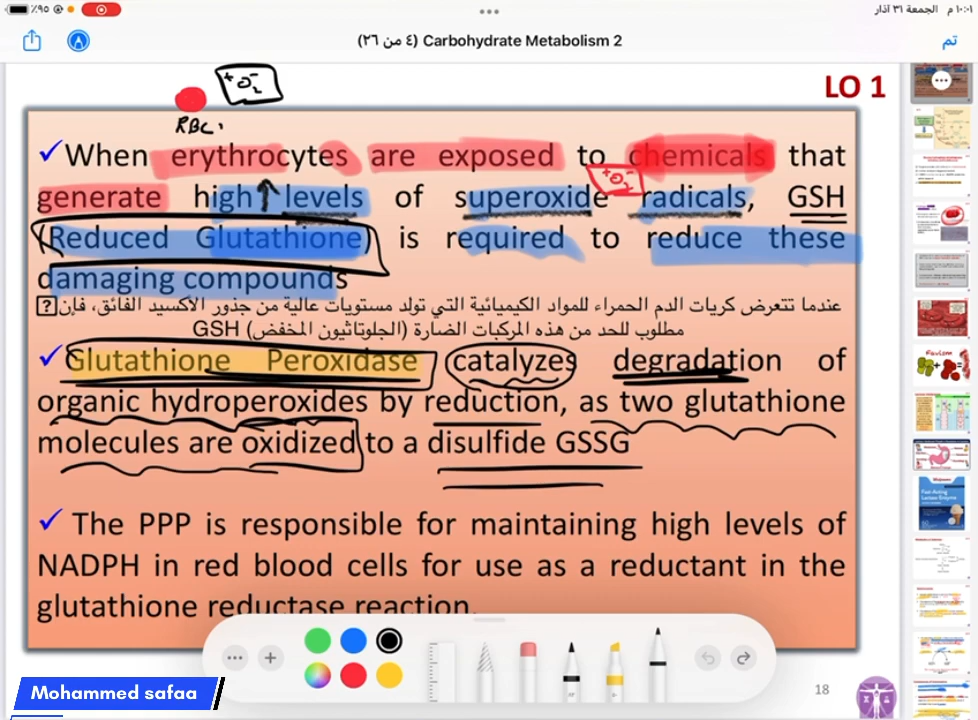 ١٠:٠١ م الجمعة ٣١ آذار
٪٩٥
تم
Carbohydrate Metabolism 2 (٤ من ٢٦)
LO 1
+O₂-
RBC,
✓When erythrocytes are exposed to chemicals that
+O₂-
generate high levels of superoxide radicals, GSH
(Reduced Glutathione) is required to reduce these
damaging compounds
عندما تتعرض كريات الدم الحمراء للمواد الكيميائية التي تولد مستويات عالية من جذور الأكسيد الفائق، فإن
مطلوب للحد من هذه المركبات الضارة (الجلوتاثيون المخفض) GSH
✓Glutathione Peroxidase catalyzes degradation of
organic hydroperoxides by reduction, as two glutathione
molecules are oxidized to a disulfide GSSG
✓ The PPP is responsible for maintaining high levels of
NADPH in red blood cells for use as a reductant in the
glutathione reductase reaction.
Mohammed safaa
18
Favism